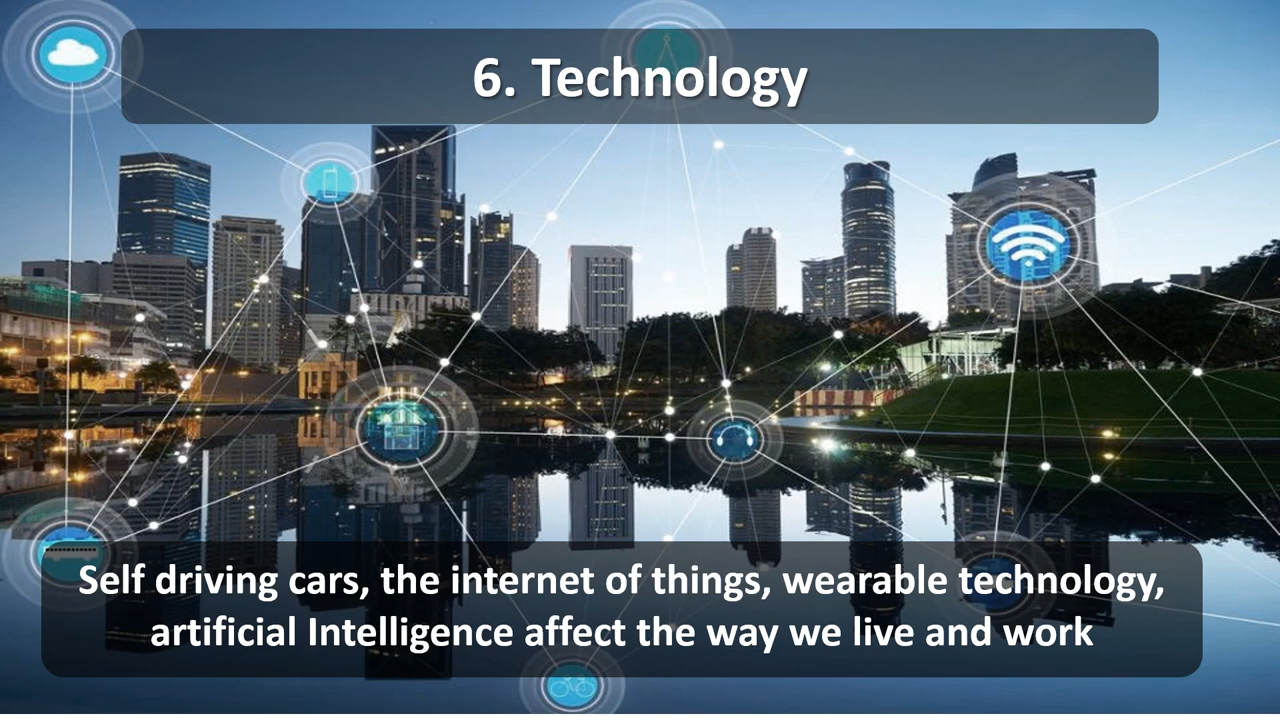 6. Technology
Self driving cars, the internet of things, wearable technology,
artificial Intelligence affect the way we live and work